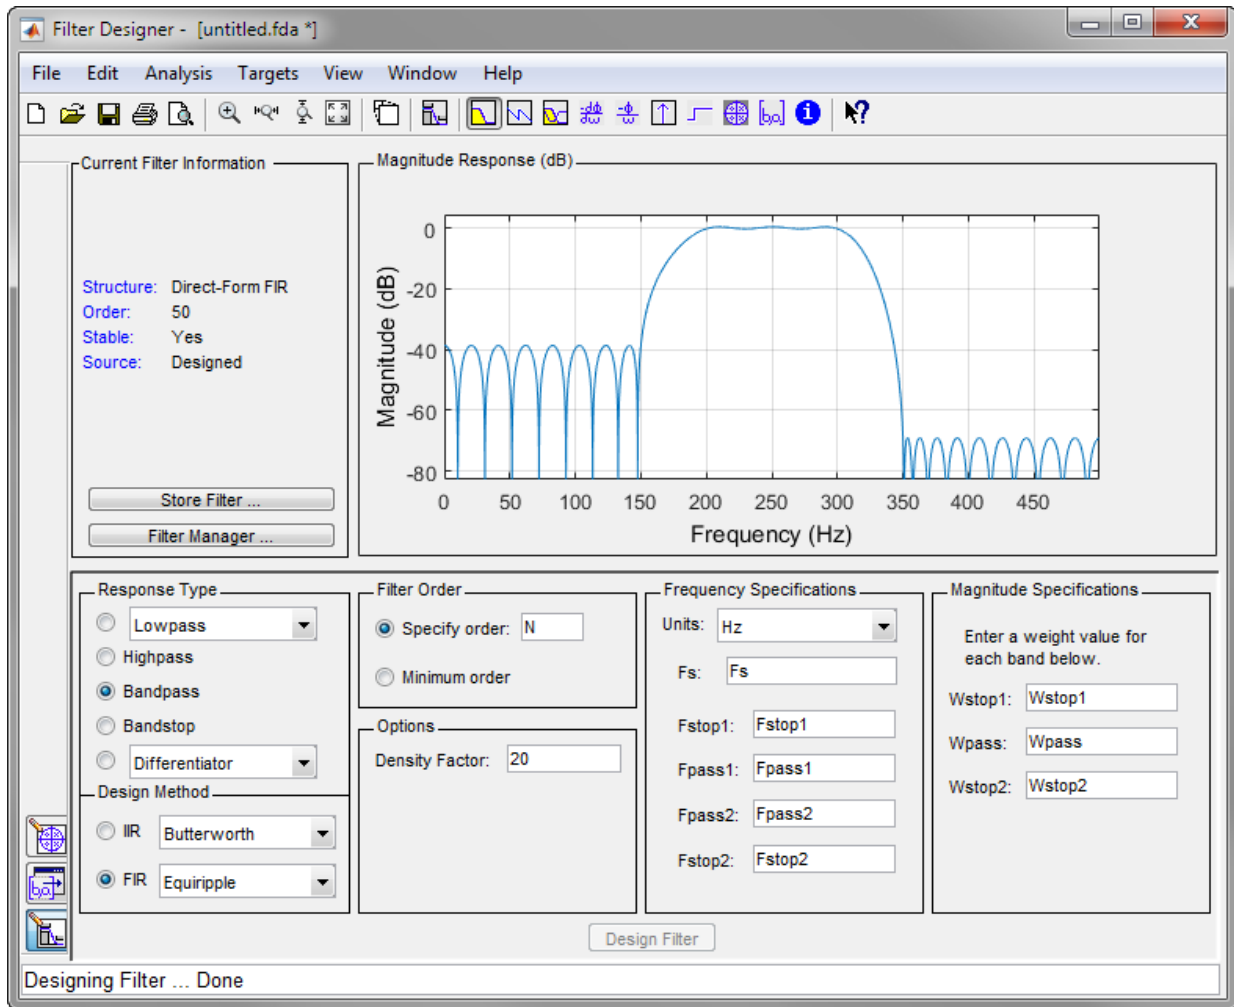 Filter Designer - [untitled.fda *]
File Edit Analysis Targets View Window Help
Current Filter Information
Structure: Direct-Form FIR
Order: 50
Stable: Yes
Source: Designed
Store Filter ...
Filter Manager ...
Magnitude Response (dB)
Magnitude (dB)
0
-20
-40
-60
-80
0 50 100 150 200 250 300 350 400 450
Frequency (Hz)
Response Type
Lowpass
Highpass
Bandpass
Bandstop
Differentiator
Design Method
IIR Butterworth
FIR Equiripple
Filter Order
Specify order: N
Minimum order
Options
Density Factor: 20
Frequency Specifications
Units: Hz
Fs: Fs
Fstop1: Fstop1
Fpass1: Fpass1
Fpass2: Fpass2
Fstop2: Fstop2
Magnitude Specifications
Enter a weight value for
each band below.
Wstop1: Wstop1
Wpass: Wpass
Wstop2: Wstop2
Design Filter
Designing Filter ... Done